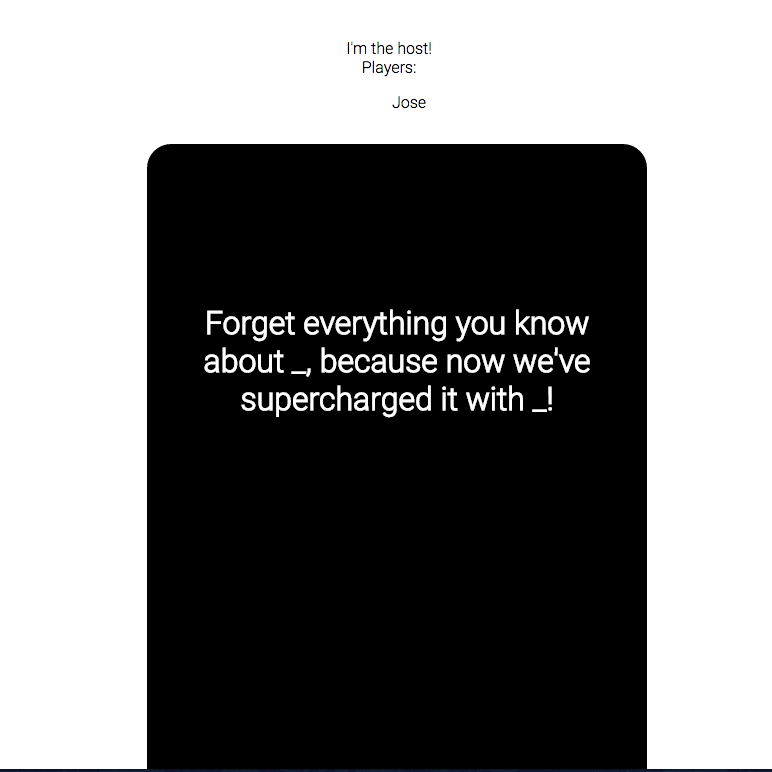 I'm the host!
Players:
Jose
Forget everything you know
about _, because now we've
supercharged it with _!